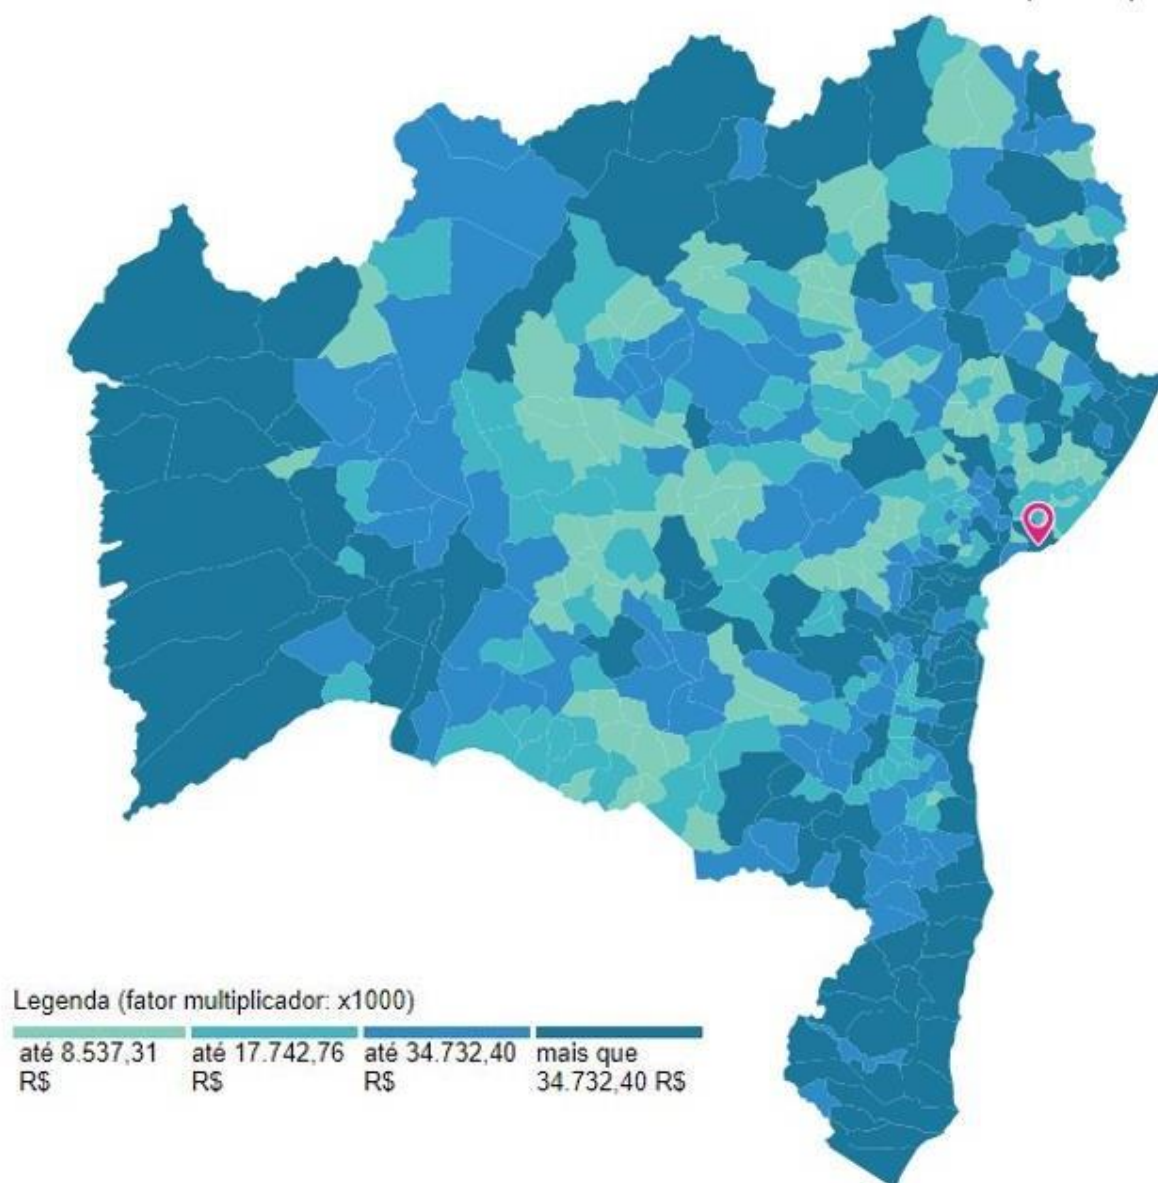 Legenda (fator multiplicador: x1000)
até 8.537,31 R$
até 17.742,76 R$
até 34.732,40 R$
mais que 34.732,40 R$